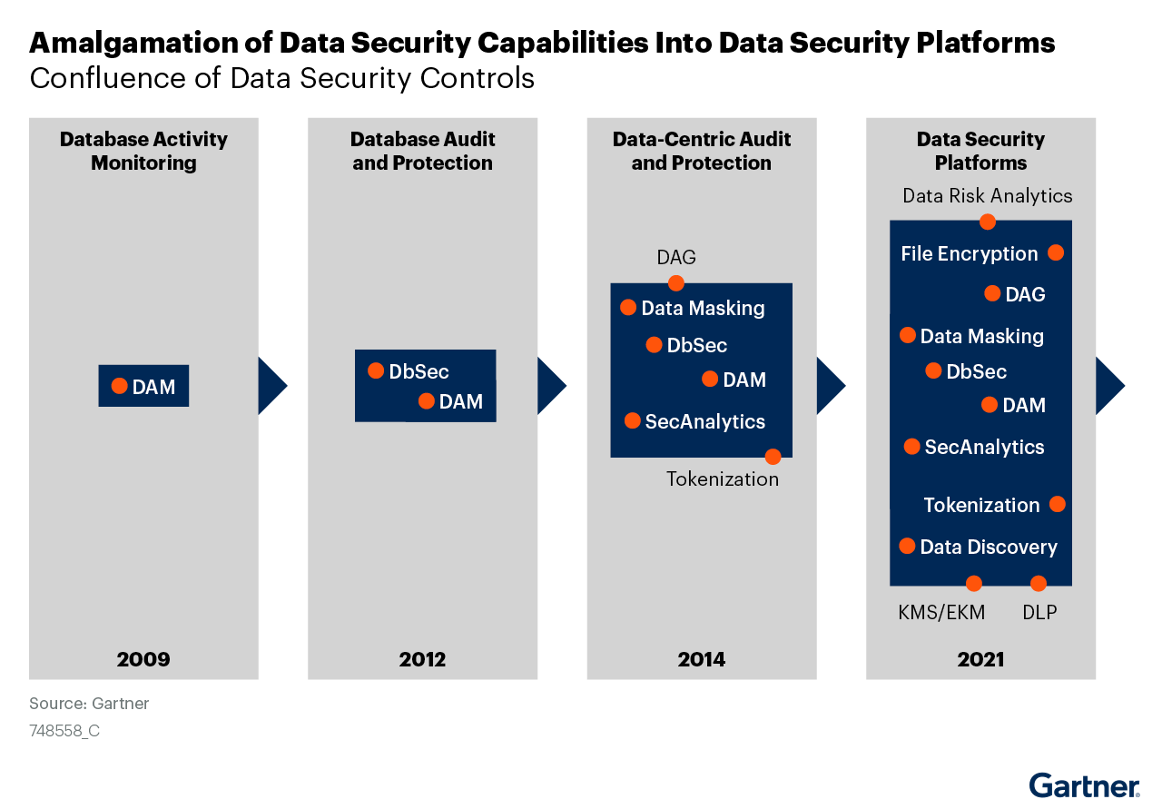 Amalgamation of Data Security Capabilities Into Data Security Platforms
Confluence of Data Security Controls
Database Activity
Monitoring
DAM
2009
Database Audit
and Protection
DbSec
DAM
2012
Data-Centric Audit
and Protection
DAG
Data Masking
DbSec
DAM
SecAnalytics
Tokenization
2014
Data Security
Platforms
Data Risk Analytics
File Encryption
DAG
Data Masking
DbSec
DAM
SecAnalytics
Tokenization
Data Discovery
KMS/EKM DLP
2021
Source: Gartner
748558_C
Gartner